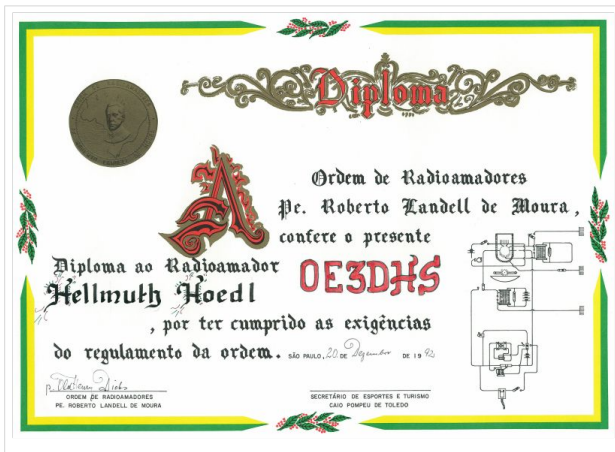 Diploma
A Ordem de Radioamadores
Pe. Roberto Landell de Moura,
confere o presente
Diploma ao Radioamador OE3DHS
Hellmuth Hoedl
, por ter cumprido as exigências
do regulamento da ordem. SÃO PAULO, 20 DE Dezembro DE 1992
ORDEM DE RADIOAMADORES
PE. ROBERTO LANDELL DE MOURA
SECRETÁRIO DE ESPORTES E TURISMO
CAIO POMPEU DE TOLEDO